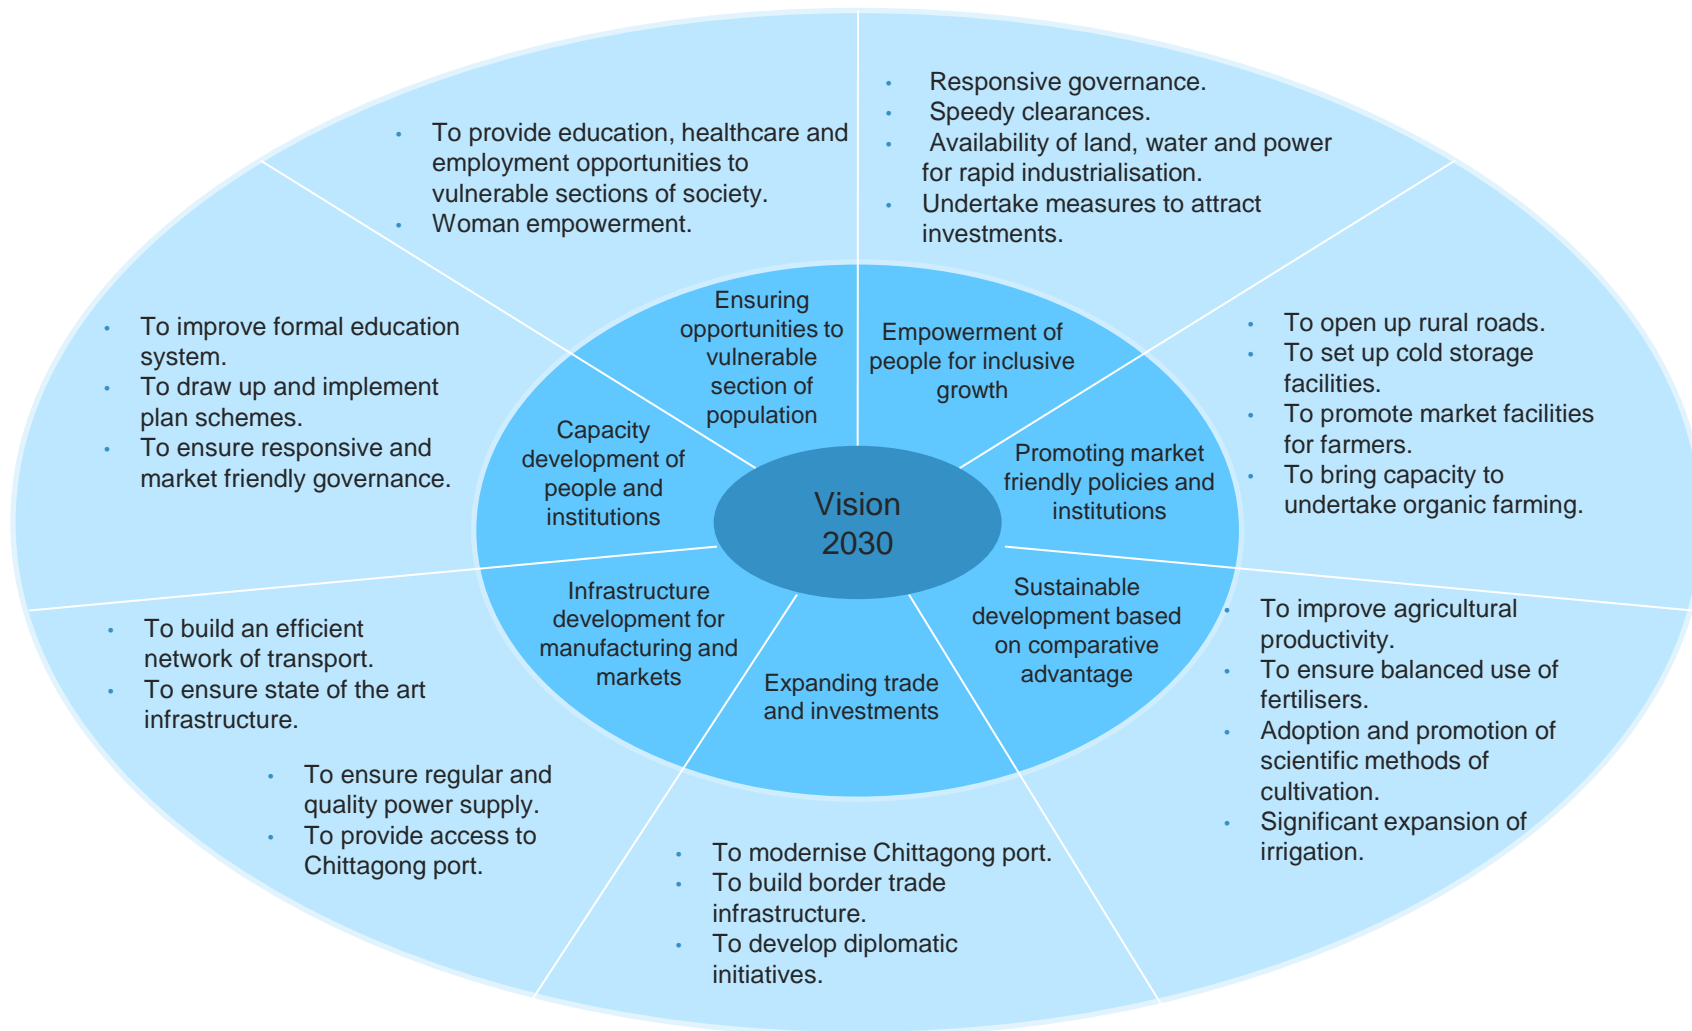 Responsive governance.
Speedy clearances.
Availability of land, water and power
for rapid industrialisation.
Undertake measures to attract
investments.
To provide education, healthcare and
employment opportunities to
vulnerable sections of society.
Woman empowerment.
Ensuring
opportunities to
vulnerable
section of
population
Empowerment of
people for inclusive
growth
To improve formal education
system.
To draw up and implement
plan schemes.
To ensure responsive and
market friendly governance.
To open up rural roads.
To set up cold storage
facilities.
To promote market facilities
for farmers.
To bring capacity to
undertake organic farming.
Capacity
development of
people and
institutions
Promoting market
friendly policies and
institutions
Vision
2030
Infrastructure
development for
manufacturing and
markets
Expanding trade
and investments
Sustainable
development based
on comparative
advantage
To build an efficient
network of transport.
To ensure state of the art
infrastructure.
To ensure regular and
quality power supply.
To provide access to
Chittagong port.
To modernise Chittagong port.
To build border trade
infrastructure.
To develop diplomatic
initiatives.
To improve agricultural
productivity.
To ensure balanced use of
fertilisers.
Adoption and promotion of
scientific methods of
cultivation.
Significant expansion of
irrigation.